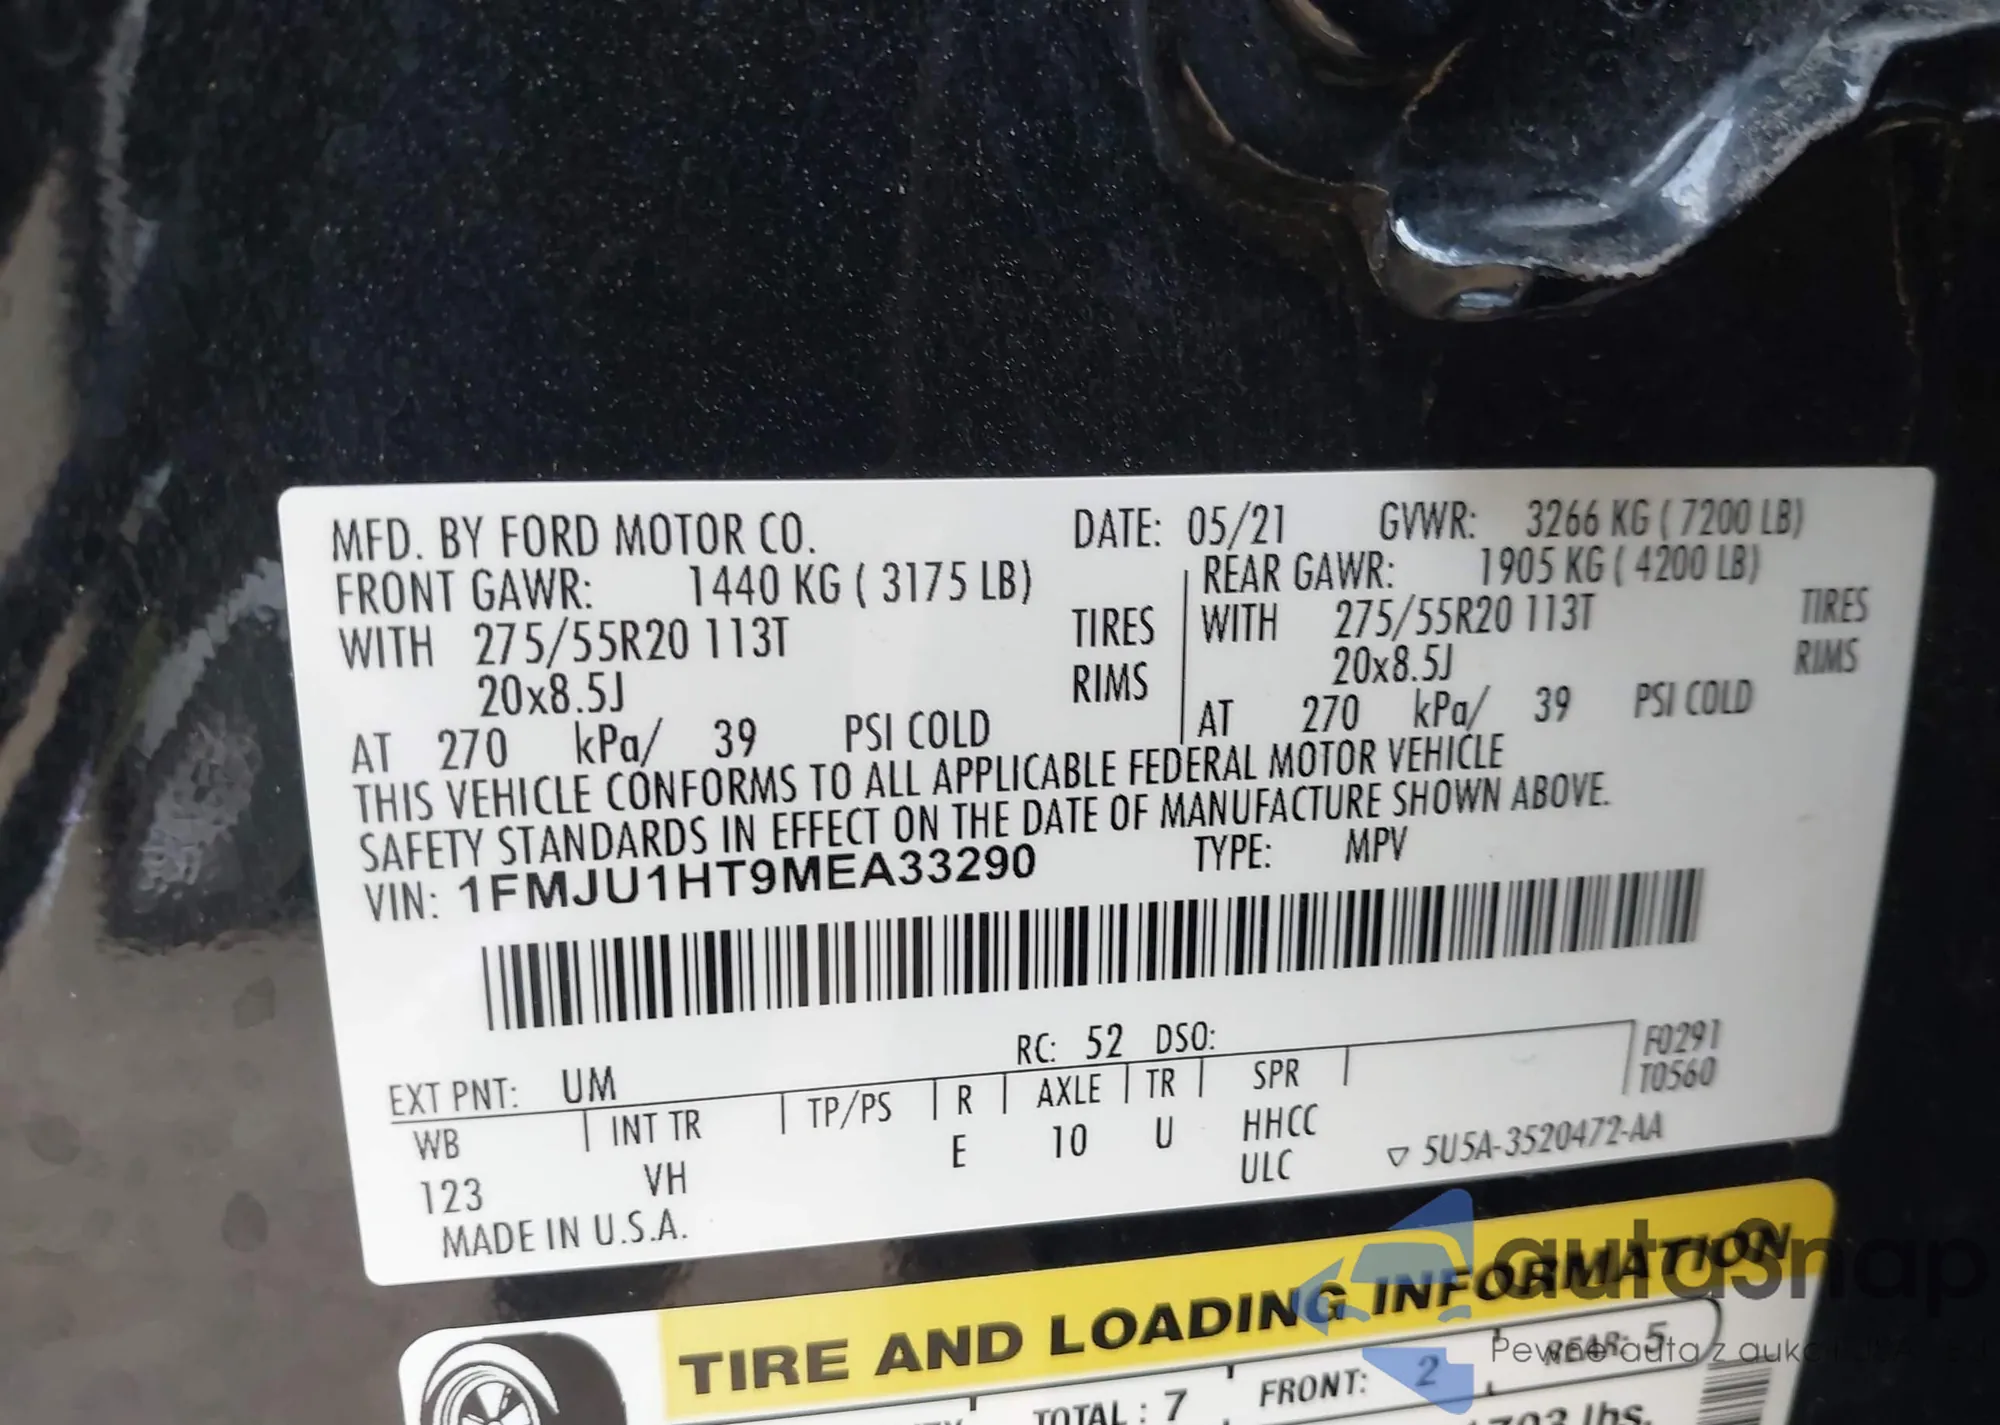 MFD. BY FORD MOTOR CO. DATE: 05/21 GVWR: 3266 KG ( 7200 LB)
FRONT GAWR: 1440 KG ( 3175 LB) REAR GAWR: 1905 KG ( 4200 LB)
WITH 275/55R20 113T TIRES WITH 275/55R20 113T TIRES
20x8.5J RIMS 20x8.5J RIMS
AT 270 kPa/ 39 PSI COLD AT 270 kPa/ 39 PSI COLD
THIS VEHICLE CONFORMS TO ALL APPLICABLE FEDERAL MOTOR VEHICLE
SAFETY STANDARDS IN EFFECT ON THE DATE OF MANUFACTURE SHOWN ABOVE.
VIN: 1FMJU1HT9MEA33290 TYPE: MPV
RC: 52 DSO: F0291
EXT PNT: UM T0560
WB INT TR TP/PS R AXLE TR SPR
123 VH E 10 U HHCC
ULC
▽ 5U5A-3520472-AA
MADE IN U.S.A.
TIRE AND LOADING INFORMATION
TOTAL : 7 FRONT: 2 REAR: 5
lbs.
autaSnap
Pewne auta z